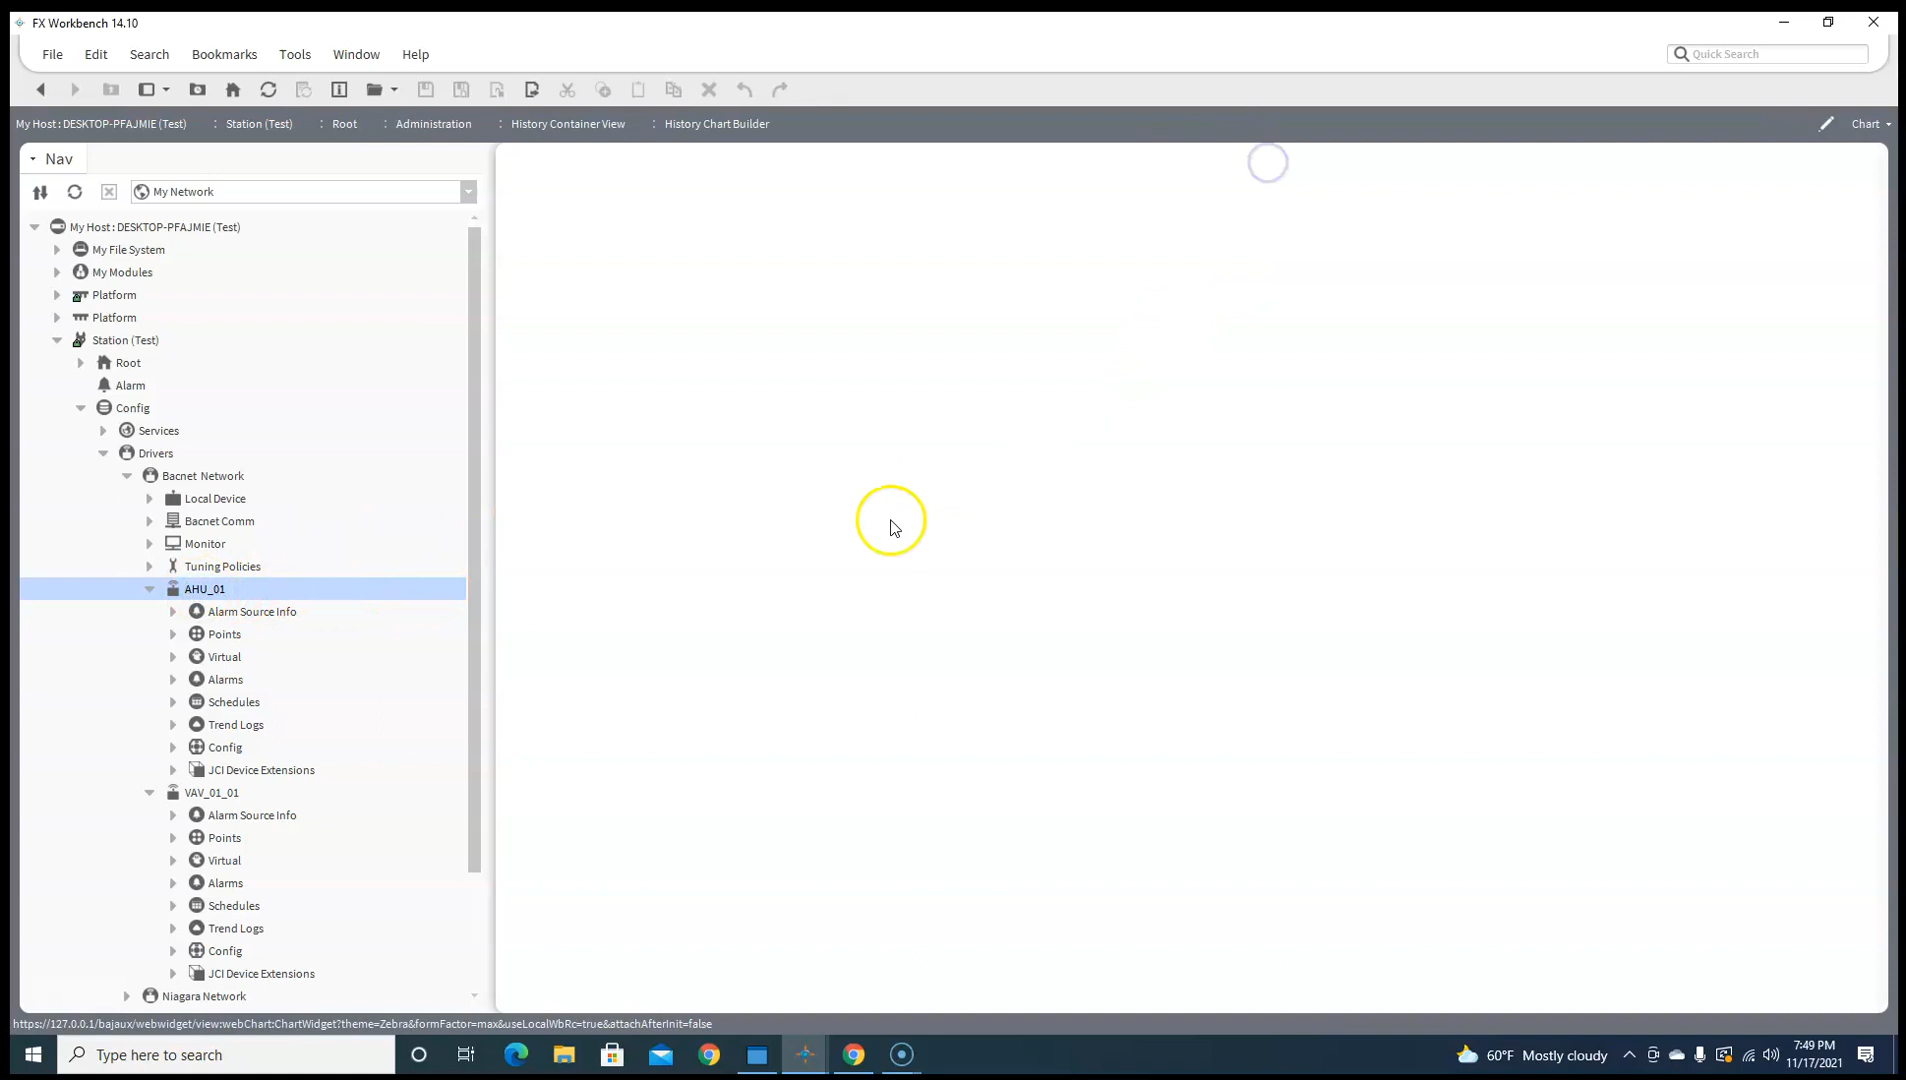 FX Workbench 14.10
File Edit Search Bookmarks Tools Window Help
Quick Search
My Host : DESKTOP-PFAJMIE (Test) : Station (Test) : Root : Administration : History Container View : History Chart Builder
Chart
Nav
My Network
My Host : DESKTOP-PFAJMIE (Test)
My File System
My Modules
Platform
Platform
Station (Test)
Root
Alarm
Config
Services
Drivers
Bacnet Network
Local Device
Bacnet Comm
Monitor
Tuning Policies
AHU_01
Alarm Source Info
Points
Virtual
Alarms
Schedules
Trend Logs
Config
JCI Device Extensions
VAV_01_01
Alarm Source Info
Points
Virtual
Alarms
Schedules
Trend Logs
Config
JCI Device Extensions
Niagara Network
https://127.0.0.1/bajaux/webwidget/view:webChart:ChartWidget?theme=Zebra&formFactor=max&useLocalWbRc=true&attachAfterInit=false
Type here to search
60°F Mostly cloudy
7:49 PM
11/17/2021